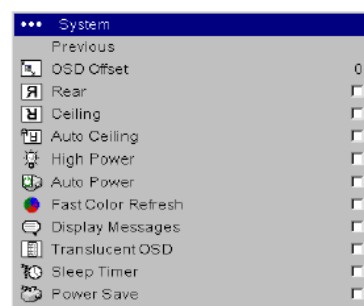 ••• System
Previous
OSD Offset 0
Rear
Ceiling
Auto Ceiling
High Power
Auto Power
Fast Color Refresh
Display Messages
Translucent OSD
Sleep Timer
Power Save